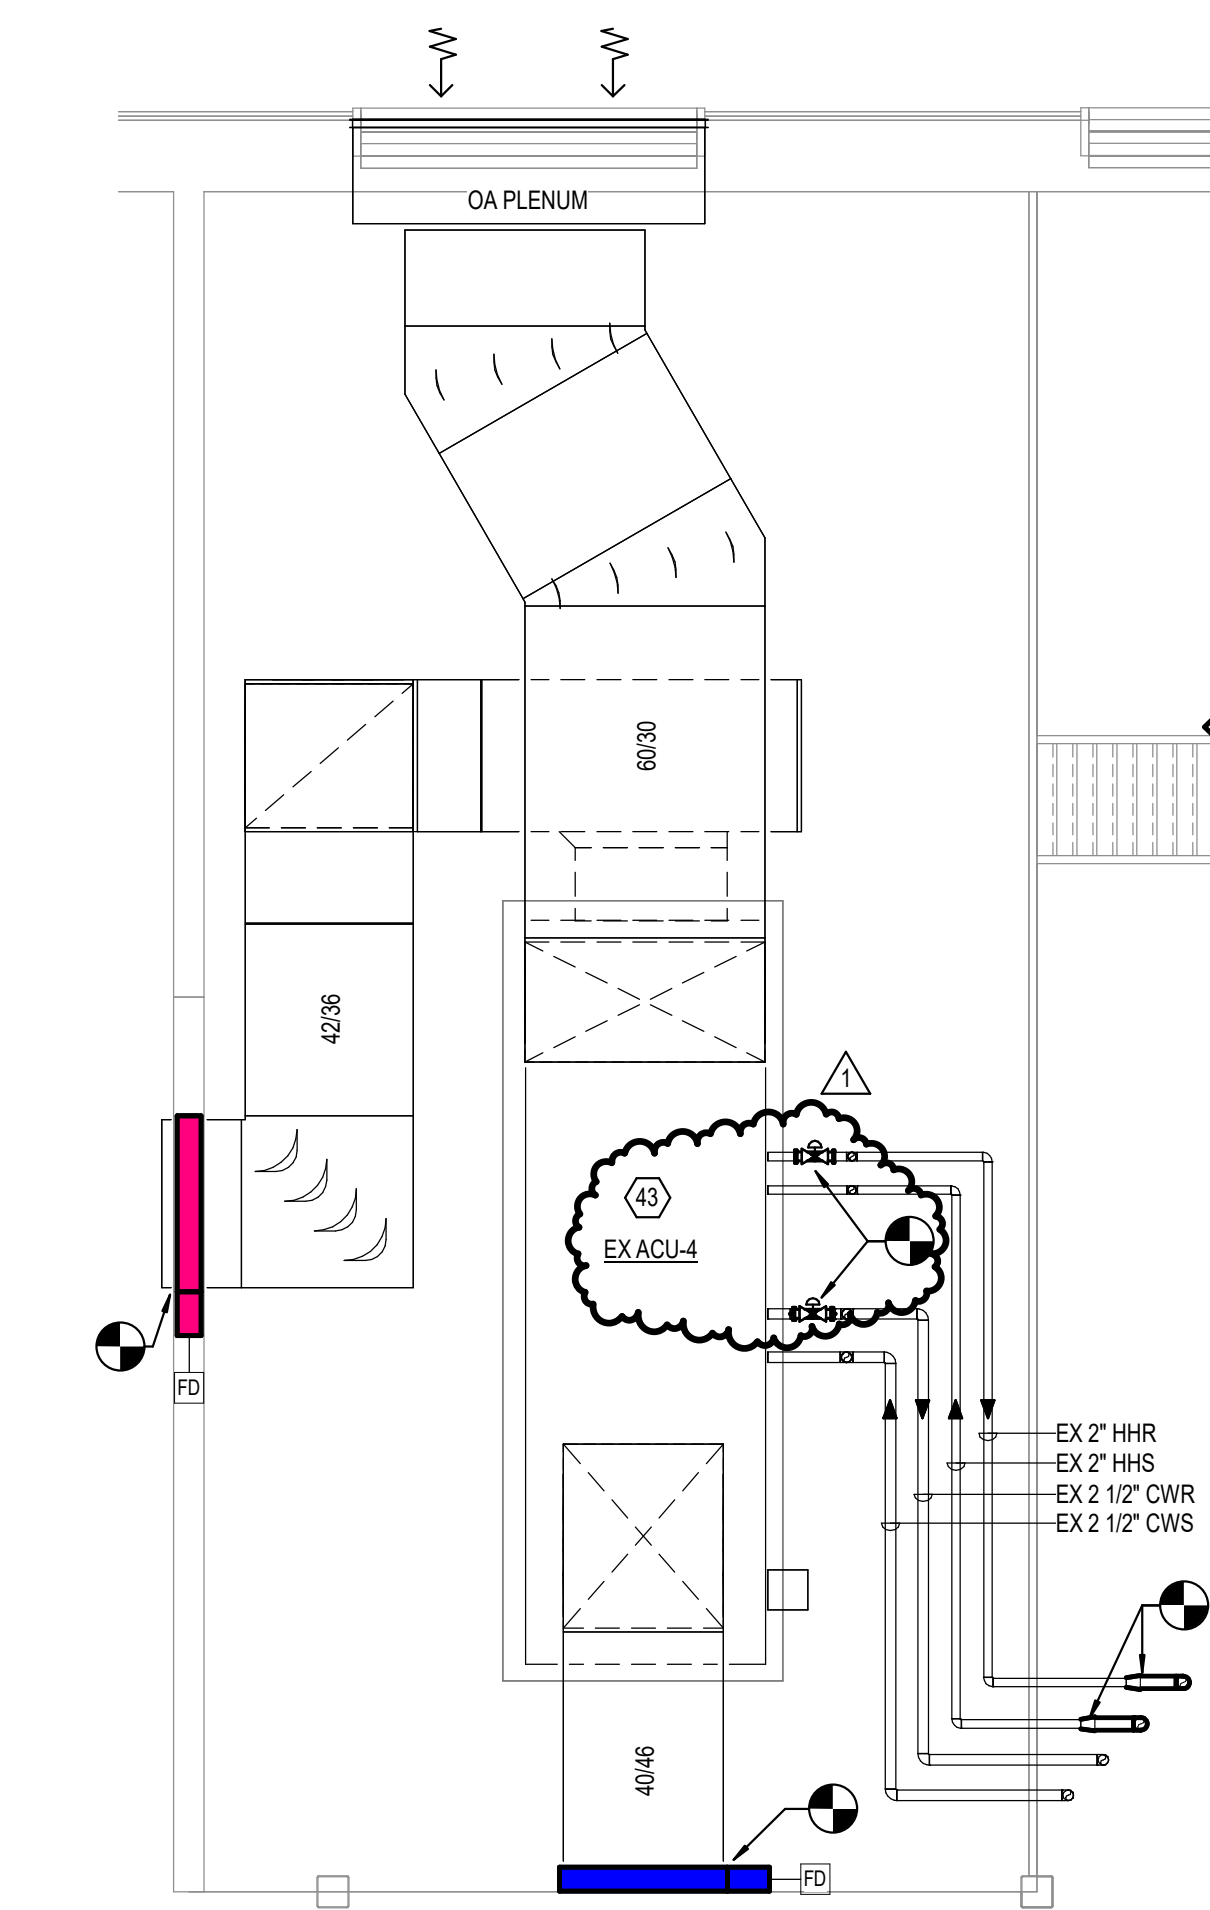 OA PLENUM
60/30
42/36
1
43
EX ACU-4
FD
EX 2" HHR
EX 2" HHS
EX 2 1/2" CWR
EX 2 1/2" CWS
40/46
FD